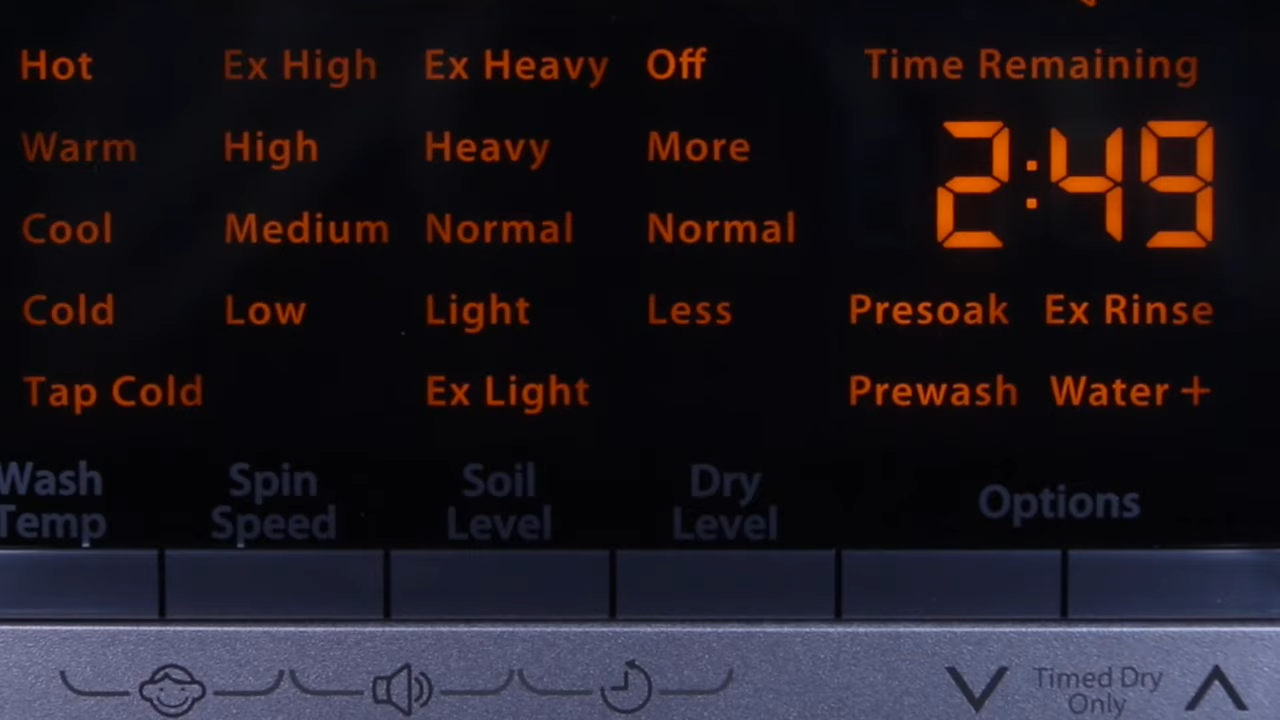 Hot Ex High Ex Heavy Off Time Remaining
Warm High Heavy More 2:49
Cool Medium Normal Normal
Cold Low Light Less Presoak Ex Rinse
Tap Cold Ex Light Prewash Water +
Wash Temp Spin Speed Soil Level Dry Level Options
Timed Dry
Only